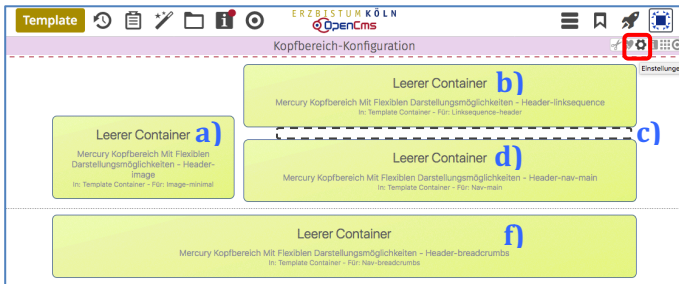 Template
ERZBISTUM KÖLN
OpenCms
Kopfbereich-Konfiguration
Einstellunge
Leerer Container b)
Mercury Kopfbereich Mit Flexiblen Darstellungsmöglichkeiten - Header-linksequence
In: Template Container - Für: Linksequence-header
Leerer Container a)
Mercury Kopfbereich Mit Flexiblen
Darstellungsmöglichkeiten - Header-
image
In: Template Container - Für: Image-minimal
c)
Leerer Container d)
Mercury Kopfbereich Mit Flexiblen Darstellungsmöglichkeiten - Header-nav-main
In: Template Container - Für: Nav-main
Leerer Container f)
Mercury Kopfbereich Mit Flexiblen Darstellungsmöglichkeiten - Header-breadcrumbs
In: Template Container - Für: Nav-breadcrumbs